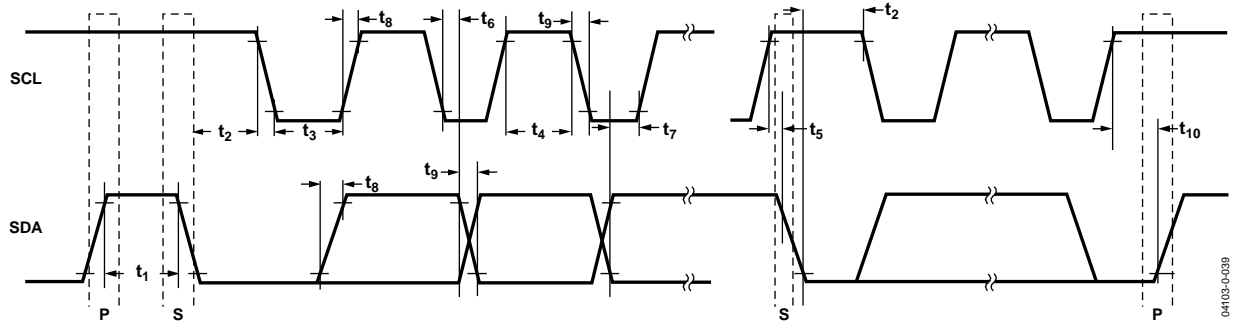 t8 t6 t9 t2
SCL
t2 t3 t4 t7 t5 t10
t9
t8
SDA
t1
P S S P
04103-0-039